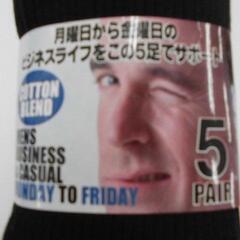 月曜日から金曜日の
ビジネスライフをこの5足でサポート
COTTON
BLEND
MENS
BUSINESS
CASUAL
MONDAY TO FRIDAY
5
PAIR